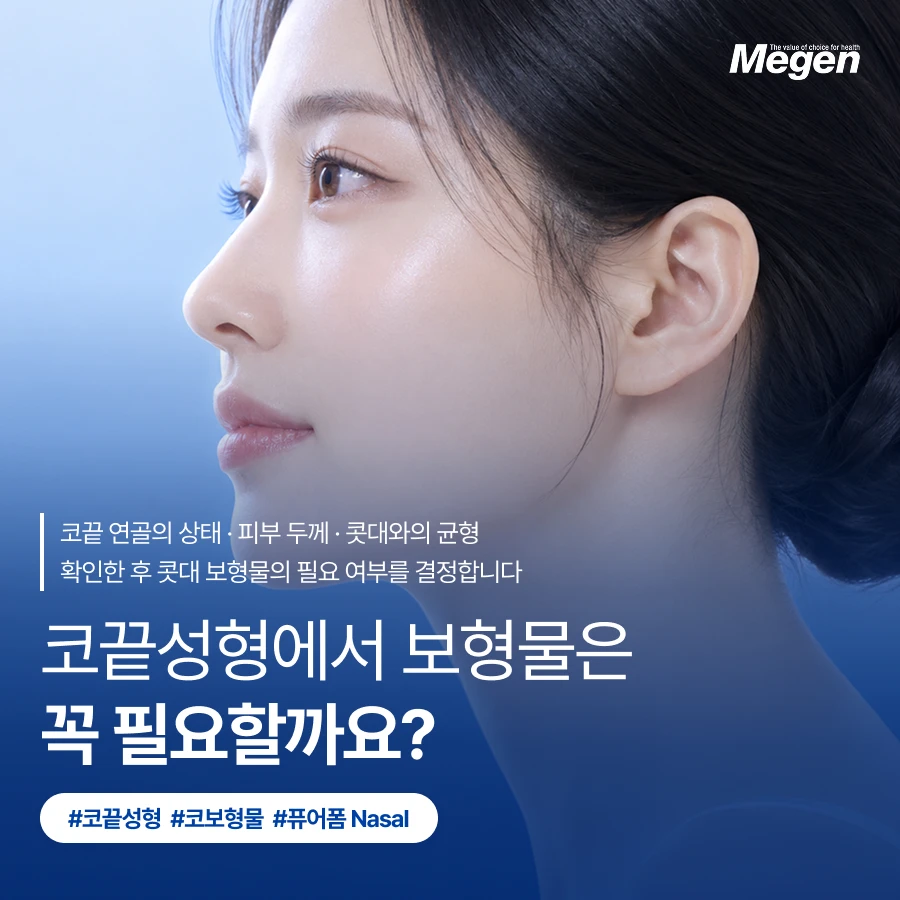 The value of choice for health
Megen
코끝 연골의 상태 · 피부 두께 · 콧대와의 균형
확인한 후 콧대 보형물의 필요 여부를 결정합니다
코끝성형에서 보형물은
꼭 필요할까요?
#코끝성형 #코보형물 #퓨어폼 Nasal